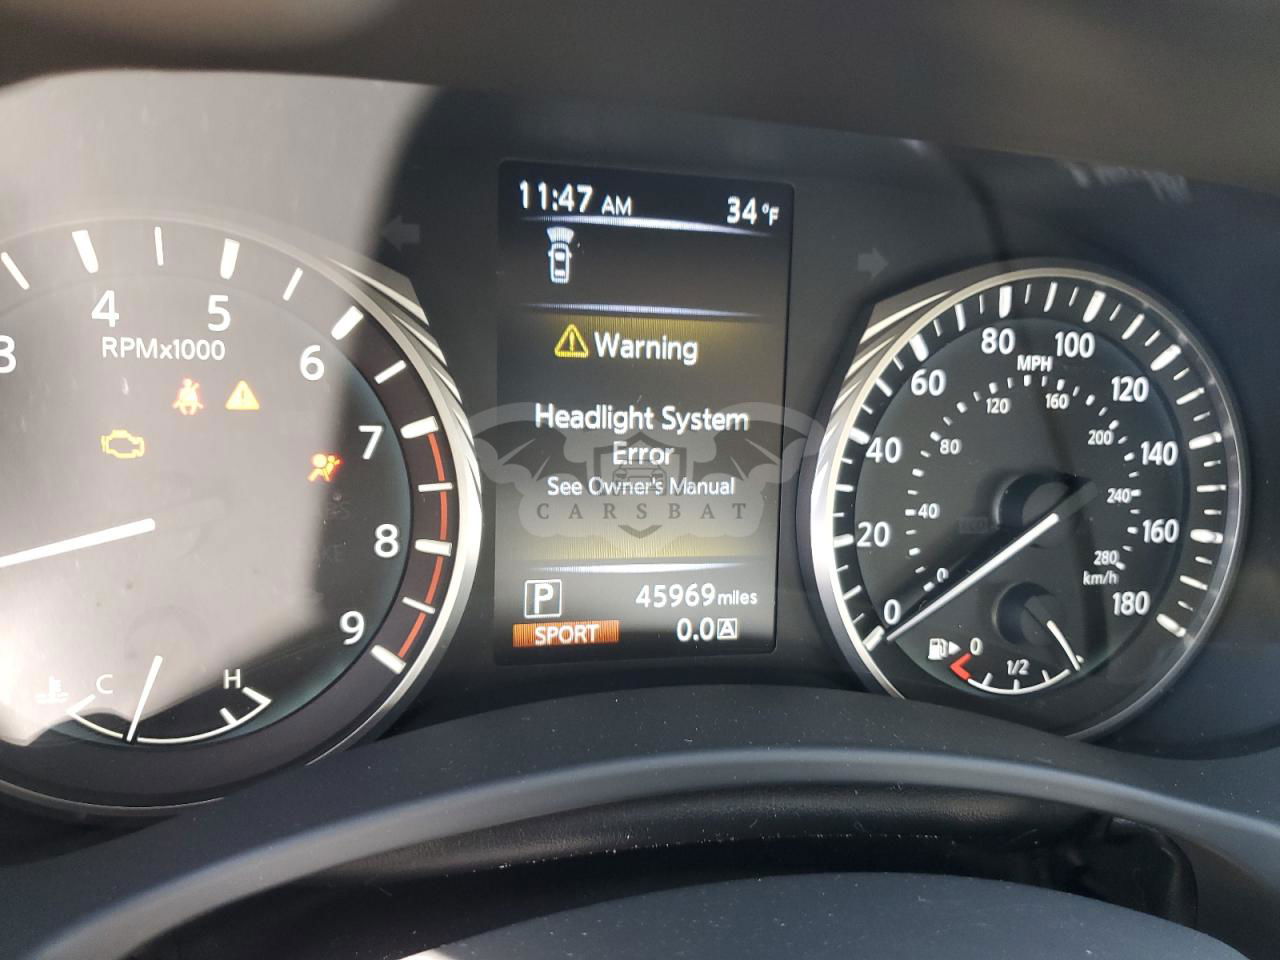 11:47 AM 34°F
Warning
Headlight System
Error
See Owner's Manual
CARSBAT
P 45969 miles
SPORT 0.0 A
3 4 5 6 7 8 9
RPMx1000
C H
0 20 40 60 80 100 120 140 160 180
MPH
0 40 80 120 160 200 240 280
km/h
0 1/2